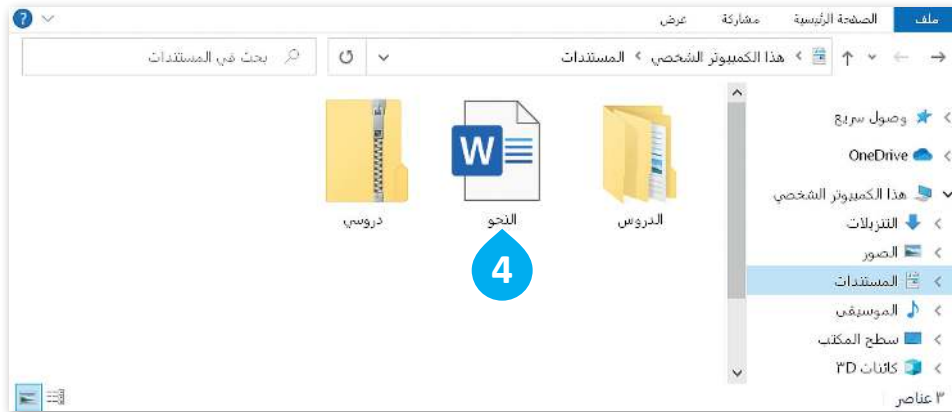 ملف الصفحة الرئيسية مشاركة عرض
هذا الكمبيوتر الشخصي > المستندات
بحث في المستندات
وصول سريع
OneDrive
هذا الكمبيوتر الشخصي
التنزيلات
الصور
المستندات
الموسيقى
سطح المكتب
كائنات ٣D
الدروس
W
النحو
دروسي
4
٣ عناصر